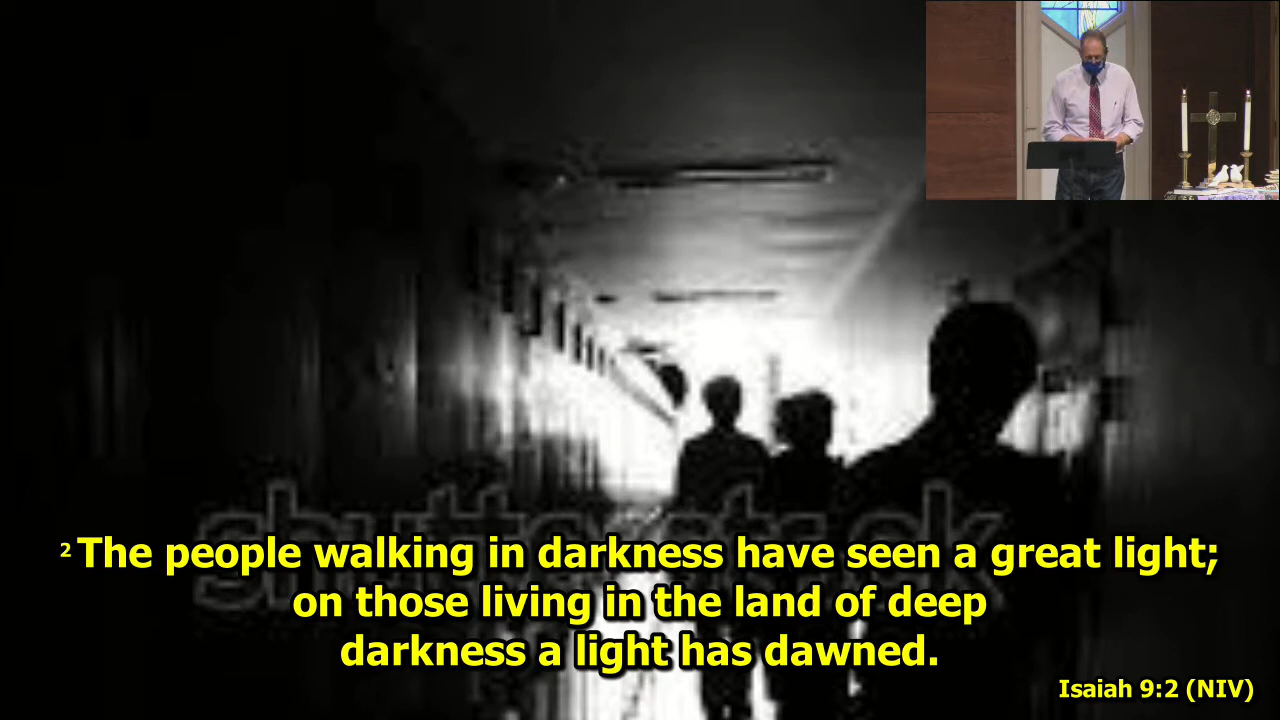 shutterstock
² The people walking in darkness have seen a great light;
on those living in the land of deep
darkness a light has dawned.
Isaiah 9:2 (NIV)